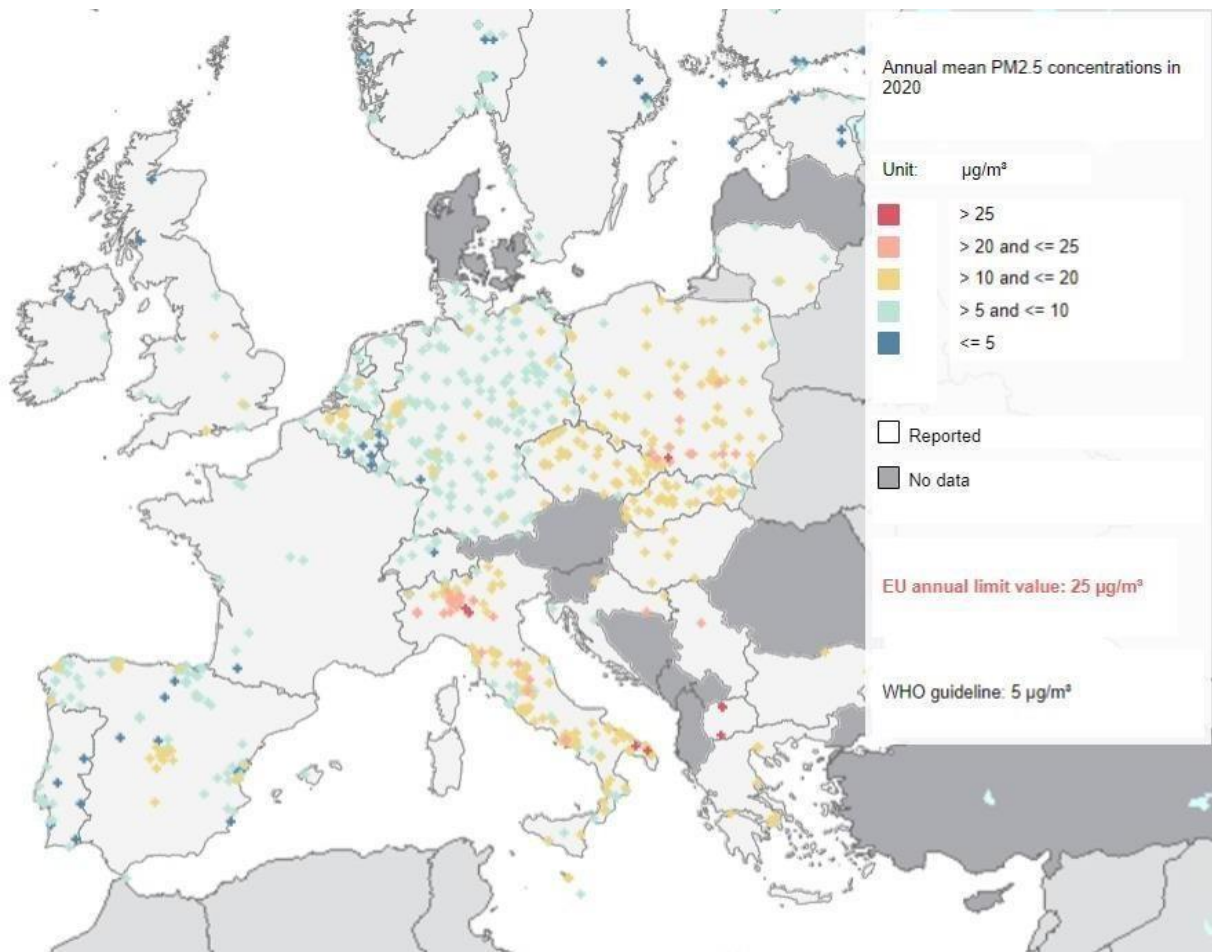 Annual mean PM2.5 concentrations in
2020
Unit: µg/m³
> 25
> 20 and <= 25
> 10 and <= 20
> 5 and <= 10
<= 5
Reported
No data
EU annual limit value: 25 µg/m³
WHO guideline: 5 µg/m³